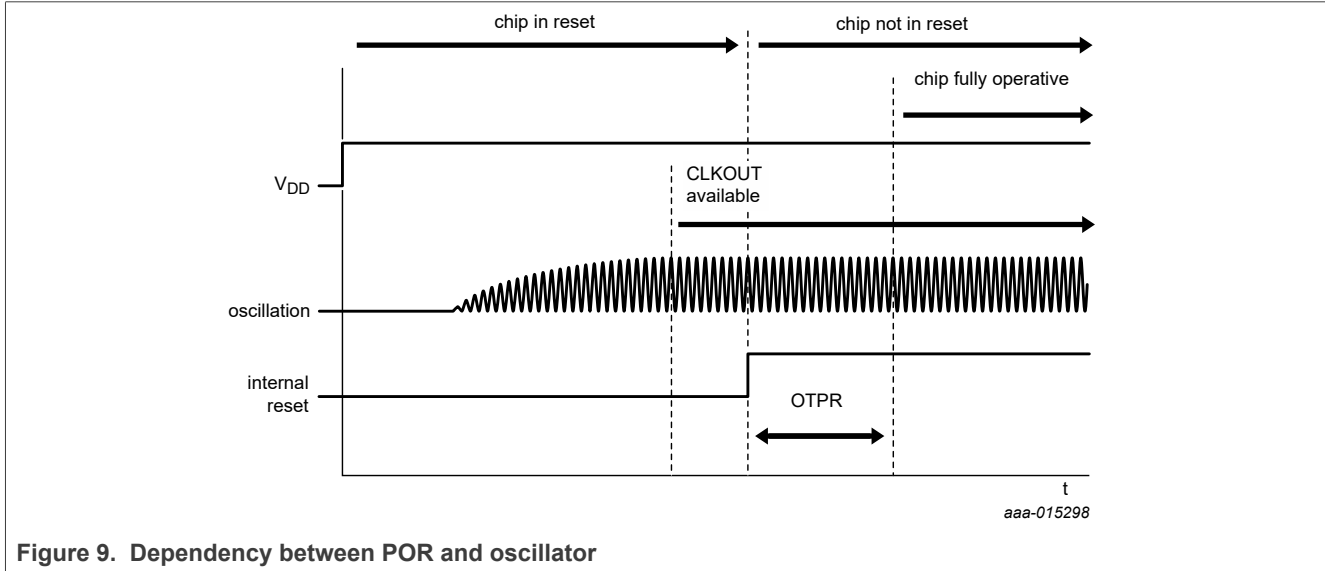 chip in reset
chip not in reset
chip fully operative
VDD
CLKOUT
available
oscillation
internal
reset
OTPR
t
aaa-015298
Figure 9. Dependency between POR and oscillator